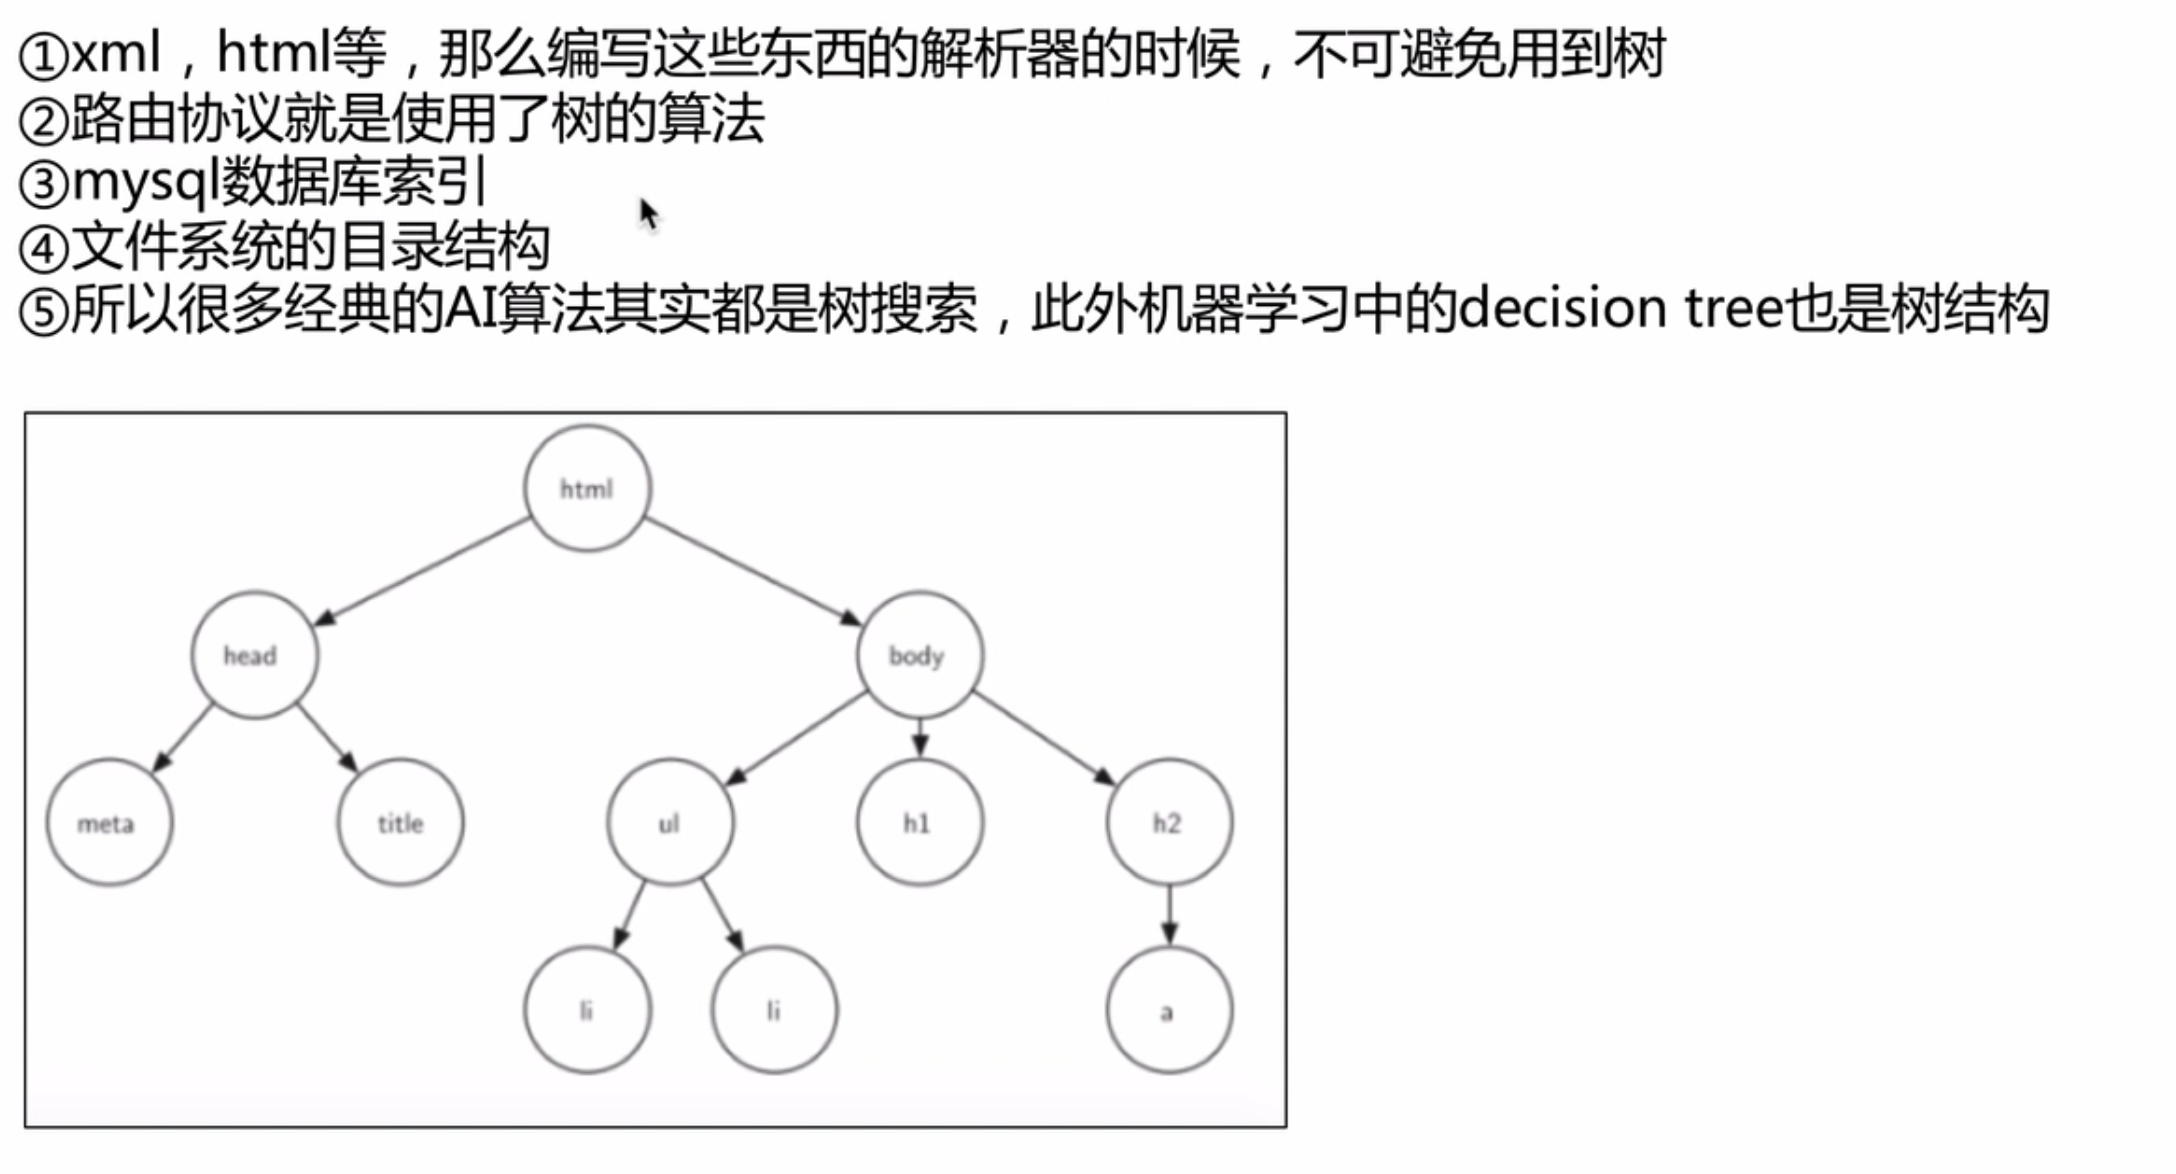 ①xml，html等，那么编写这些东西的解析器的时候，不可避免用到树
②路由协议就是使用了树的算法
③mysql数据库索引
④文件系统的目录结构
⑤所以很多经典的AI算法其实都是树搜索，此外机器学习中的decision tree也是树结构
html
head
body
meta
title
ul
h1
h2
li
li
a